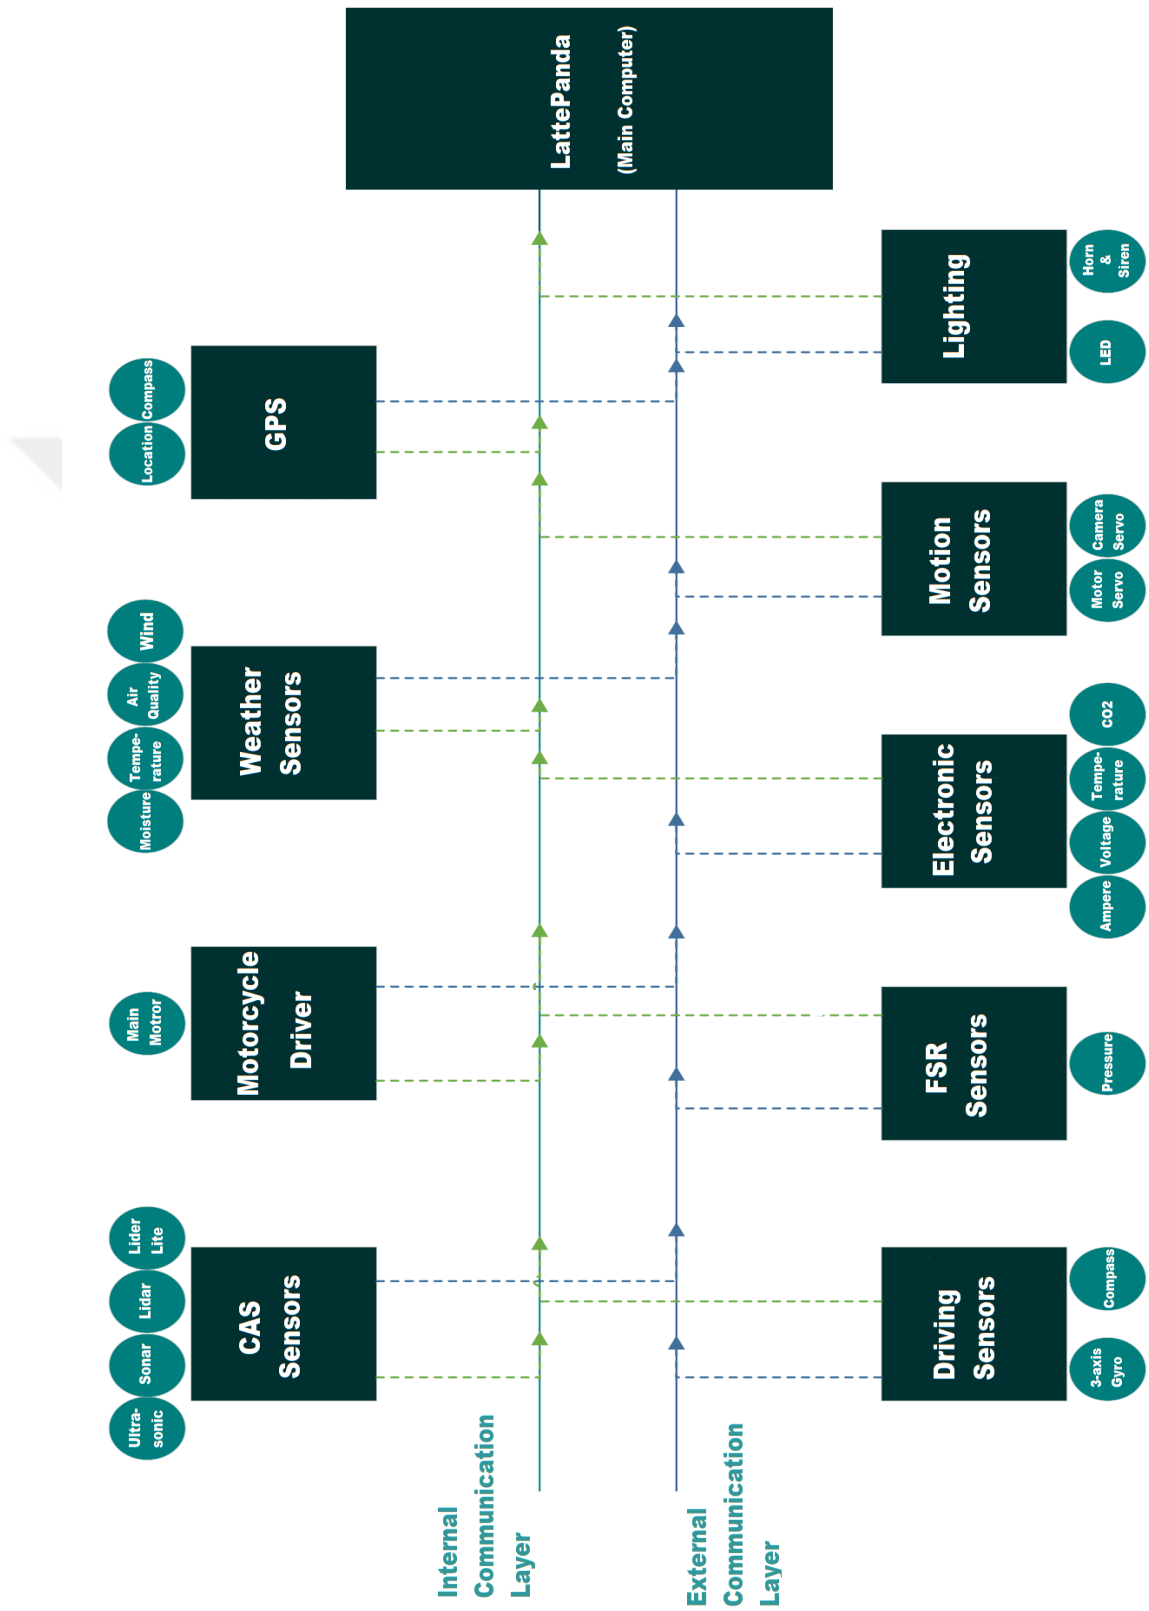 Ultra-
sonic
Sonar
Lidar
Lider
Lite
CAS
Sensors
Main
Motror
Motorcycle
Driver
Moisture
Tempe-
rature
Air
Quality
Wind
Weather
Sensors
Location
Compass
GPS
Internal
Communication
Layer
LattePanda
(Main Computer)
External
Communication
Layer
Driving
Sensors
3-axis
Gyro
Compass
FSR
Sensors
Pressure
Electronic
Sensors
Ampere
Voltage
Tempe-
rature
CO2
Motion
Sensors
Motor
Servo
Camera
Servo
Lighting
LED
Horn
&
Siren